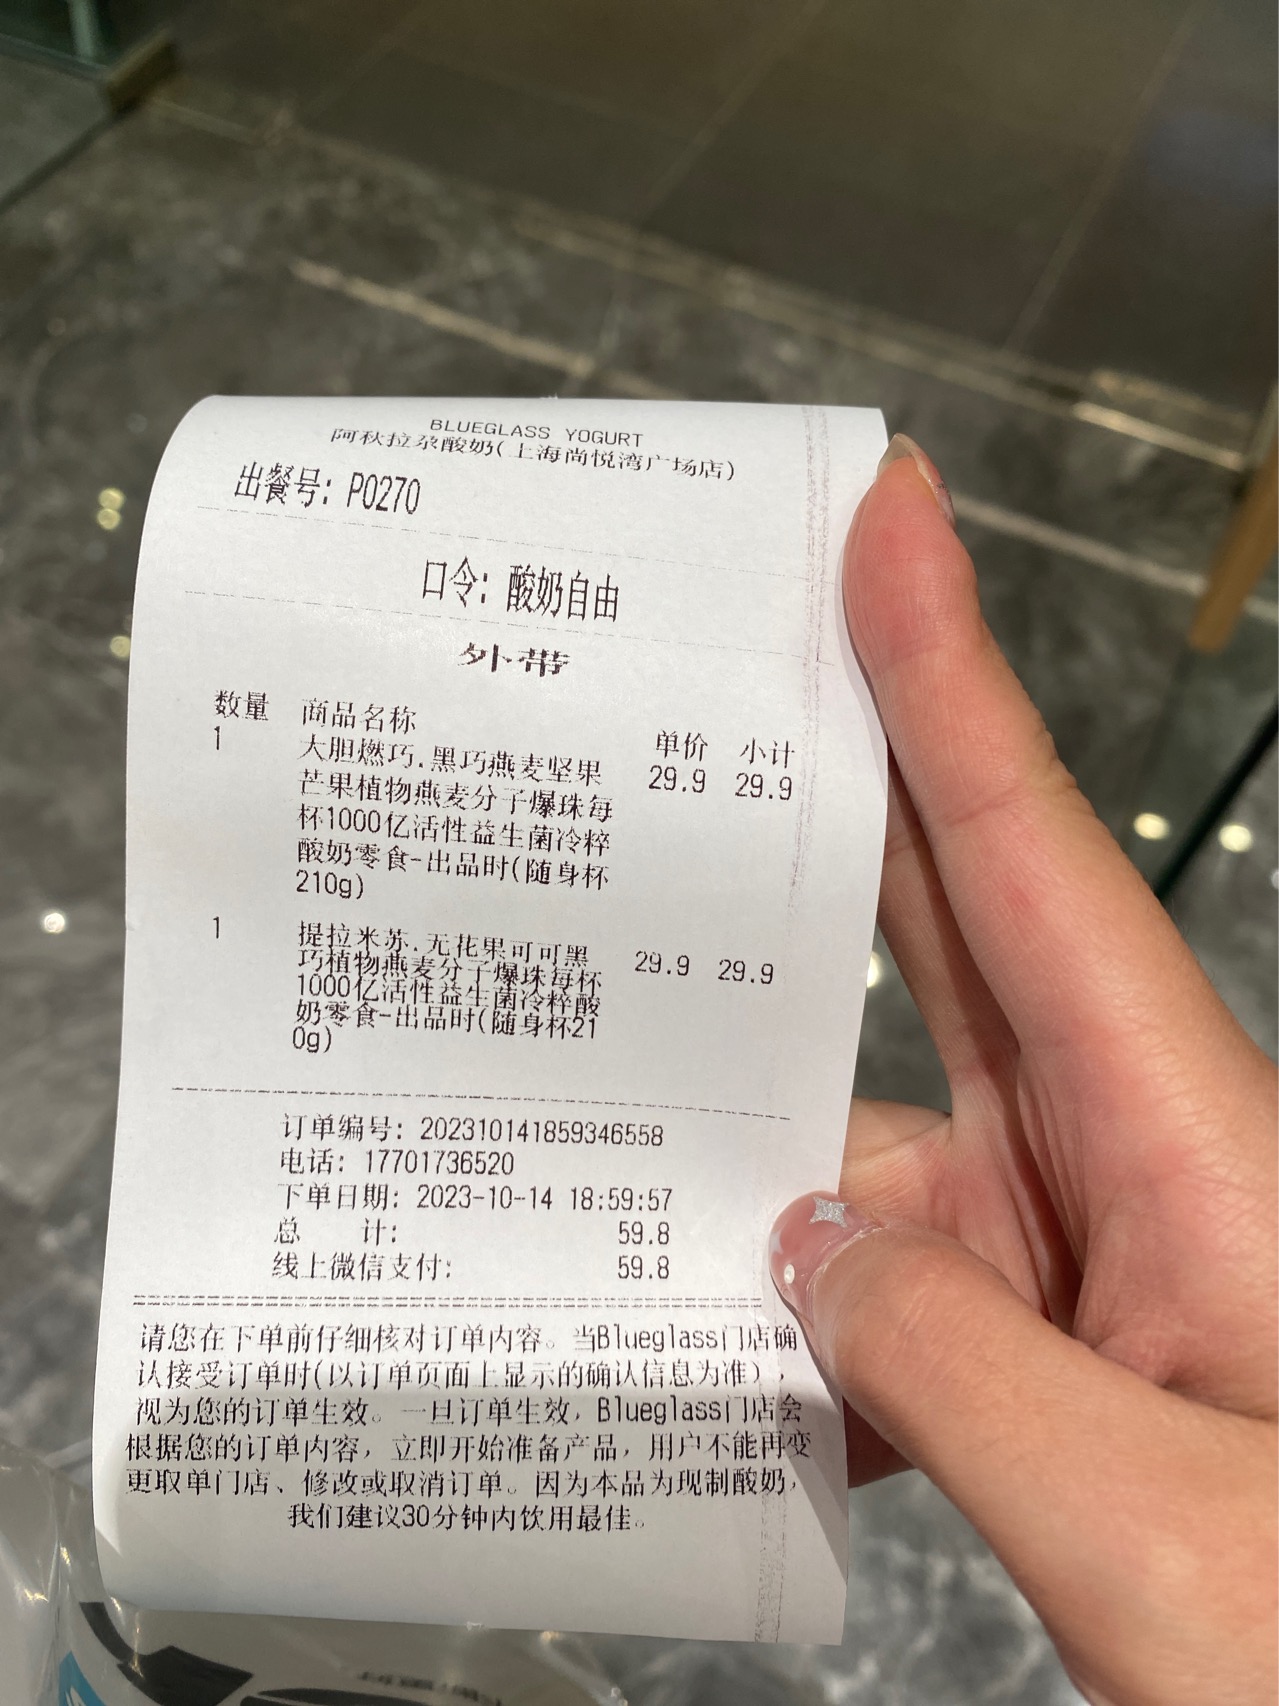 BLUEGLASS YOGURT
阿秋拉尕酸奶(上海尚悦湾广场店)
出餐号: P0270
口令: 酸奶自由
外带
数量 商品名称 单价 小计
1 大胆燃巧.黑巧燕麦坚果 29.9 29.9
芒果植物燕麦分子爆珠每
杯1000亿活性益生菌冷粹
酸奶零食-出品时(随身杯
210g)
1 提拉米苏.无花果可可黑 29.9 29.9
巧植物燕麦分子爆珠每杯
1000亿活性益生菌冷粹酸
奶零食-出品时(随身杯21
0g)
订单编号: 202310141859346558
电话: 17701736520
下单日期: 2023-10-14 18:59:57
总 计: 59.8
线上微信支付: 59.8
请您在下单前仔细核对订单内容。当Blueglass门店确
认接受订单时(以订单页面上显示的确认信息为准),
视为您的订单生效。一旦订单生效, Blueglass门店会
根据您的订单内容, 立即开始准备产品, 用户不能再变
更取单门店、修改或取消订单。因为本品为现制酸奶,
我们建议30分钟内饮用最佳。